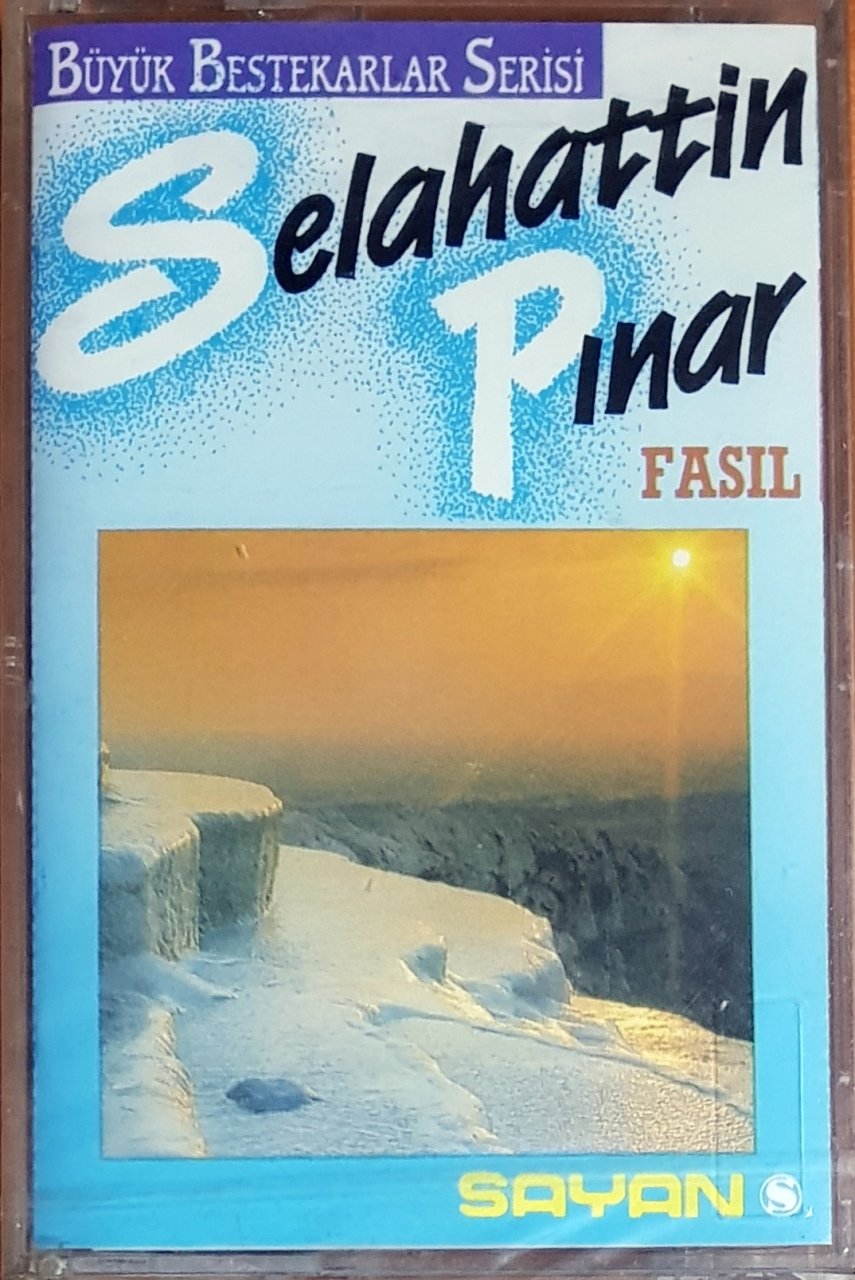 BÜYÜK BESTEKARLAR SERİSİ
Selahattin
Pınar
FASIL
SAYAN S